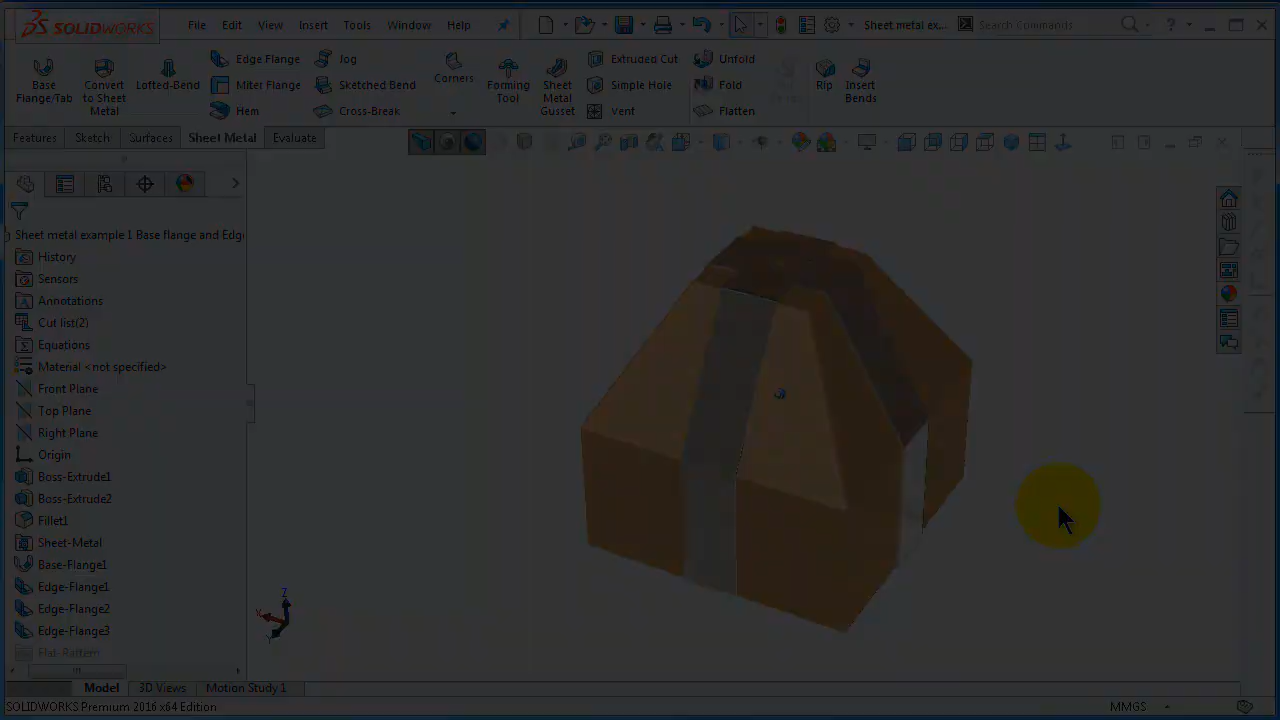 SOLIDWORKS File Edit View Insert Tools Window Help Sheet metal ex... Search Commands
Base Flange/Tab
Convert to Sheet Metal
Lofted-Bend
Edge Flange
Miter Flange
Hem
Jog
Sketched Bend
Cross-Break
Corners
Forming Tool
Sheet Metal Gusset
Extruded Cut
Simple Hole
Vent
Unfold
Fold
Flatten
Rip
Insert Bends
Features Sketch Surfaces Sheet Metal Evaluate
Sheet metal example 1 Base flange and Edg
History
Sensors
Annotations
Cut list(2)
Equations
Material <not specified>
Front Plane
Top Plane
Right Plane
Origin
Boss-Extrude1
Boss-Extrude2
Fillet1
Sheet-Metal
Base-Flange1
Edge-Flange1
Edge-Flange2
Edge-Flange3
Flat-Pattern
Z
X
Y
Model 3D Views Motion Study 1
SOLIDWORKS Premium 2016 x64 Edition MMGS